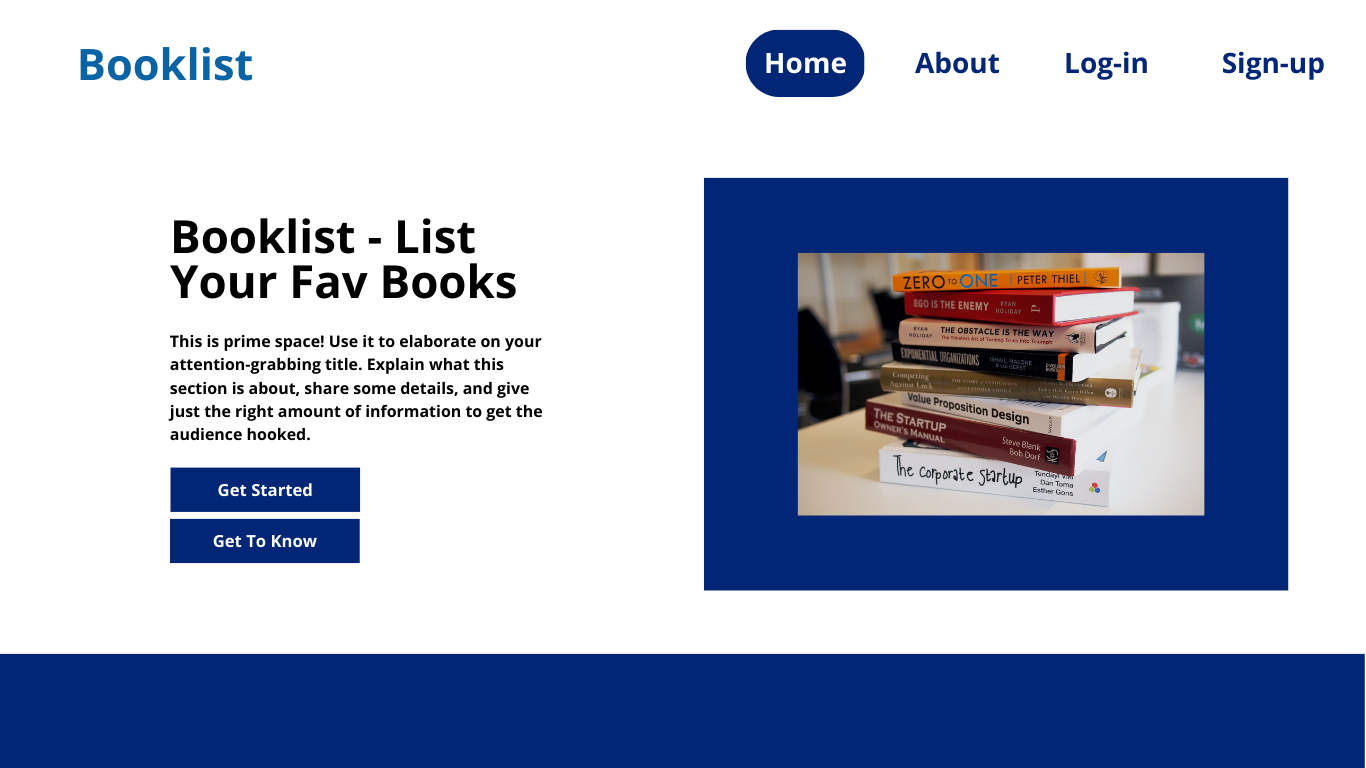 Booklist
Home
About
Log-in
Sign-up
Booklist - List
Your Fav Books
This is prime space! Use it to elaborate on your
attention-grabbing title. Explain what this
section is about, share some details, and give
just the right amount of information to get the
audience hooked.
Get Started
Get To Know
ZERO TO ONE PETER THIEL
EGO IS THE ENEMY RYAN
HOLIDAY
RYAN
HOLIDAY THE OBSTACLE IS THE WAY
The Timeless Art of Turning Trials into Triumph
EXPONENTIAL ORGANIZATIONS ISMAIL, MALONE
& VAN GEEST
Competing
Against Luck
Value Proposition Design
THE STARTUP
OWNER'S MANUAL
Steve Blank
Bob Dorf
The corporate startup
Dan Toma
Esther Gons